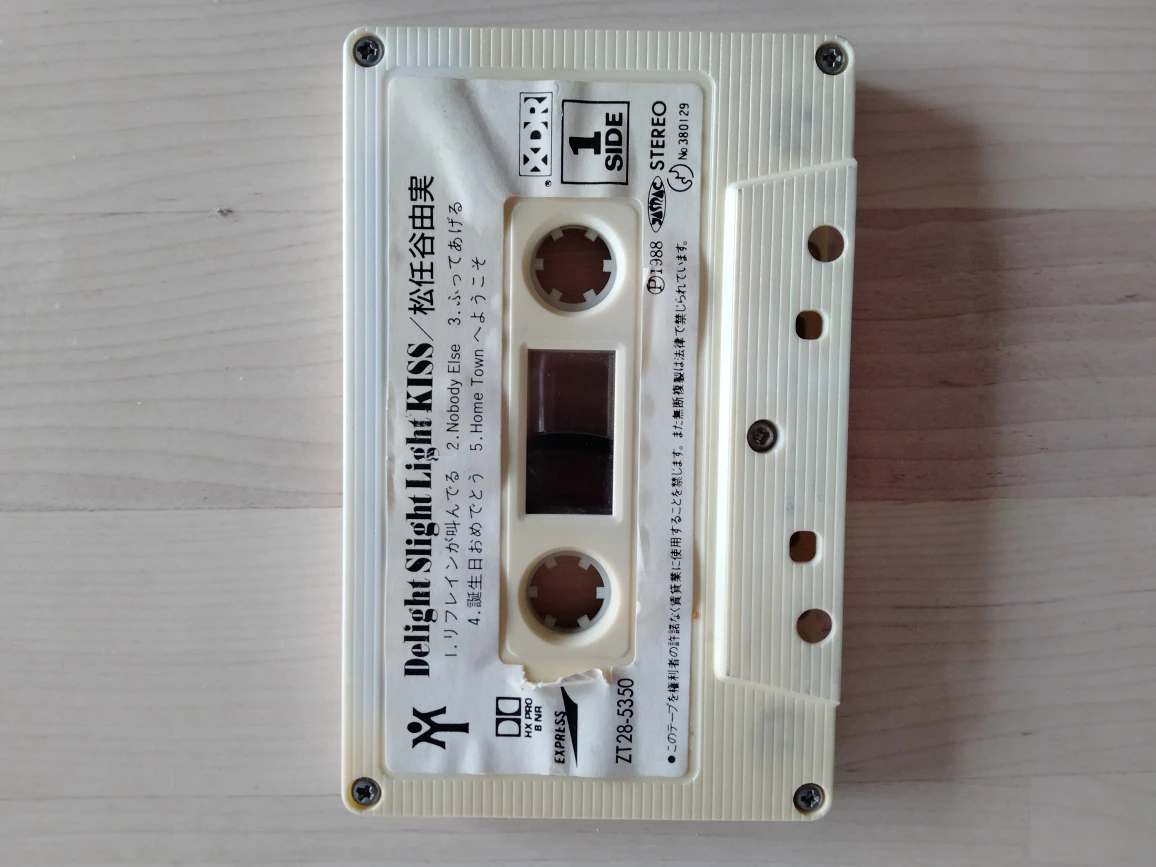 Delight Slight Light KISS／松任谷由実
1.リフレインが叫んでる 2.Nobody Else 3.ふってあげる
4.誕生日おめでとう 5.Home Town へようこそ
XDR
®
HX PRO
B NR
1
SIDE
EXPRESS
ZT28-5350
Ⓟ1988 JASRAC STEREO
●このテープを権利者の許諾なく賃貸業に使用することを禁じます。また無断複製は法律で禁じられています。
No.380129